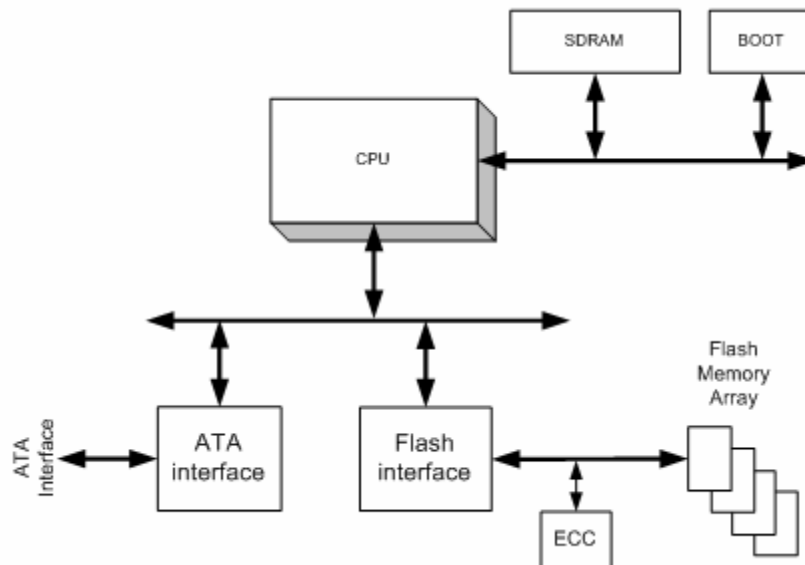 SDRAM
BOOT
CPU
Flash
Memory
Array
ATA
Interface
ATA
interface
Flash
interface
ECC